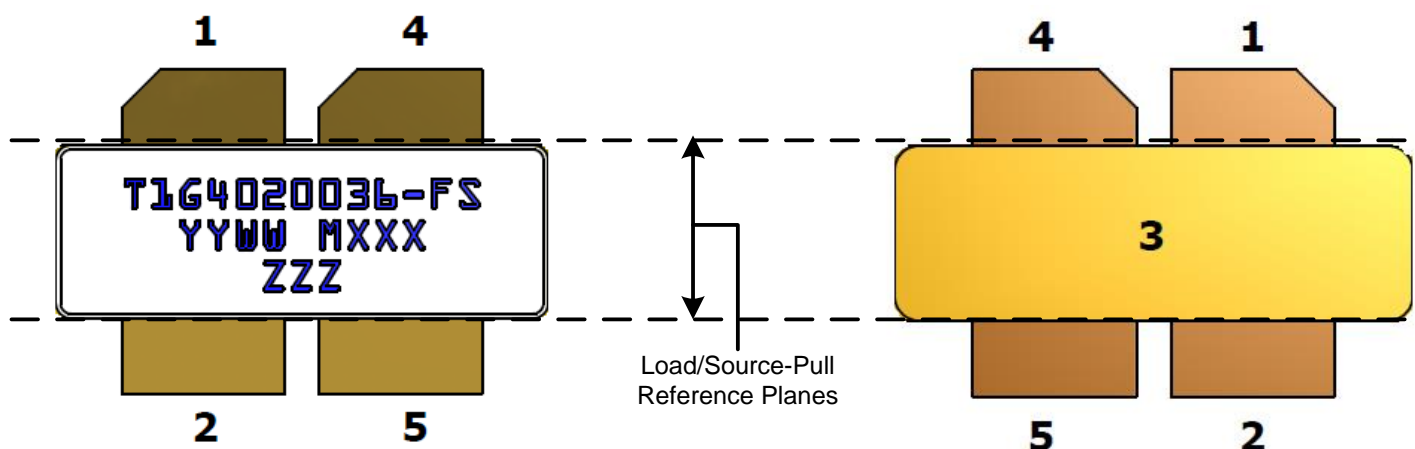 1 4
4 1
T1G4020036-FS
YYWW MXXX
ZZZ
3
Load/Source-Pull
Reference Planes
2 5
5 2